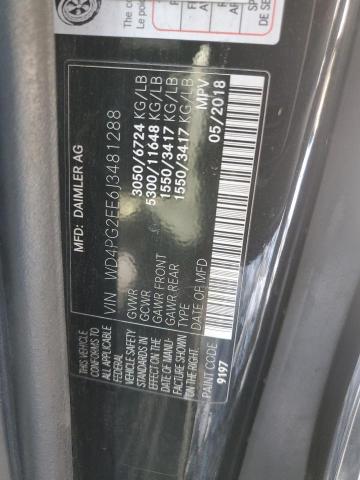 MFD: DAIMLER AG
VIN: WD4PG2EE6J3481288
GVWR 3050/6724 KG/LB
GCWR 5300/11648 KG/LB
GAWR FRONT 1550/3417 KG/LB
GAWR REAR 1550/3417 KG/LB
TYPE MPV
DATE OF MFD 05/2018
THIS VEHICLE
CONFORMS TO
ALL APPLICABLE
FEDERAL
VEHICLE SAFETY
STANDARDS IN
EFFECT ON THE
DATE OF MANU-
FACTURE SHOWN
ON THE RIGHT.
PAINT CODE
9197